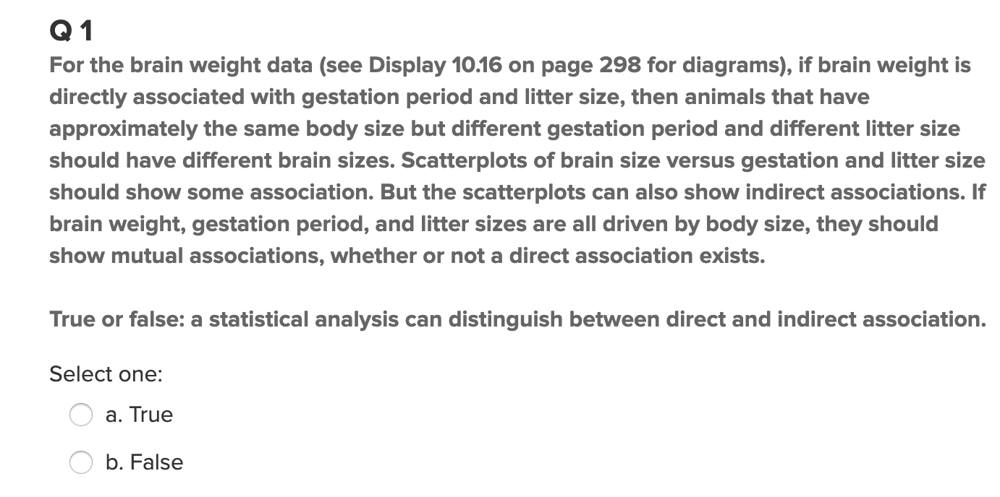 Q 1
For the brain weight data (see Display 10.16 on page 298 for diagrams), if brain weight is
directly associated with gestation period and litter size, then animals that have
approximately the same body size but different gestation period and different litter size
should have different brain sizes. Scatterplots of brain size versus gestation and litter size
should show some association. But the scatterplots can also show indirect associations. If
brain weight, gestation period, and litter sizes are all driven by body size, they should
show mutual associations, whether or not a direct association exists.
True or false: a statistical analysis can distinguish between direct and indirect association.
Select one:
a. True
b. False